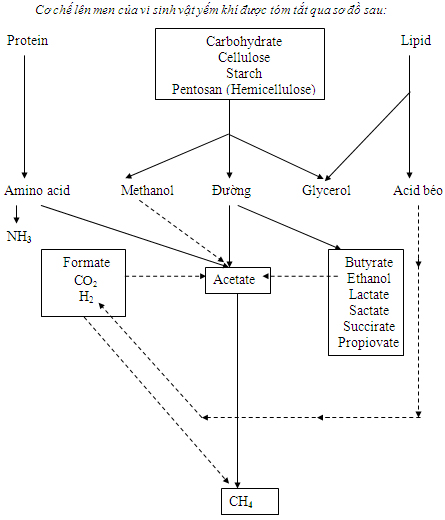 Cơ chế lên men của vi sinh vật yếm khí được tóm tắt qua sơ đồ sau:
Protein
Carbohydrate
Cellulose
Starch
Pentosan (Hemicellulose)
Lipid
Amino acid
Methanol
Đường
Glycerol
Acid béo
NH3
Formate
CO2
H2
Acetate
Butyrate
Ethanol
Lactate
Sactate
Succirate
Propiovate
CH4